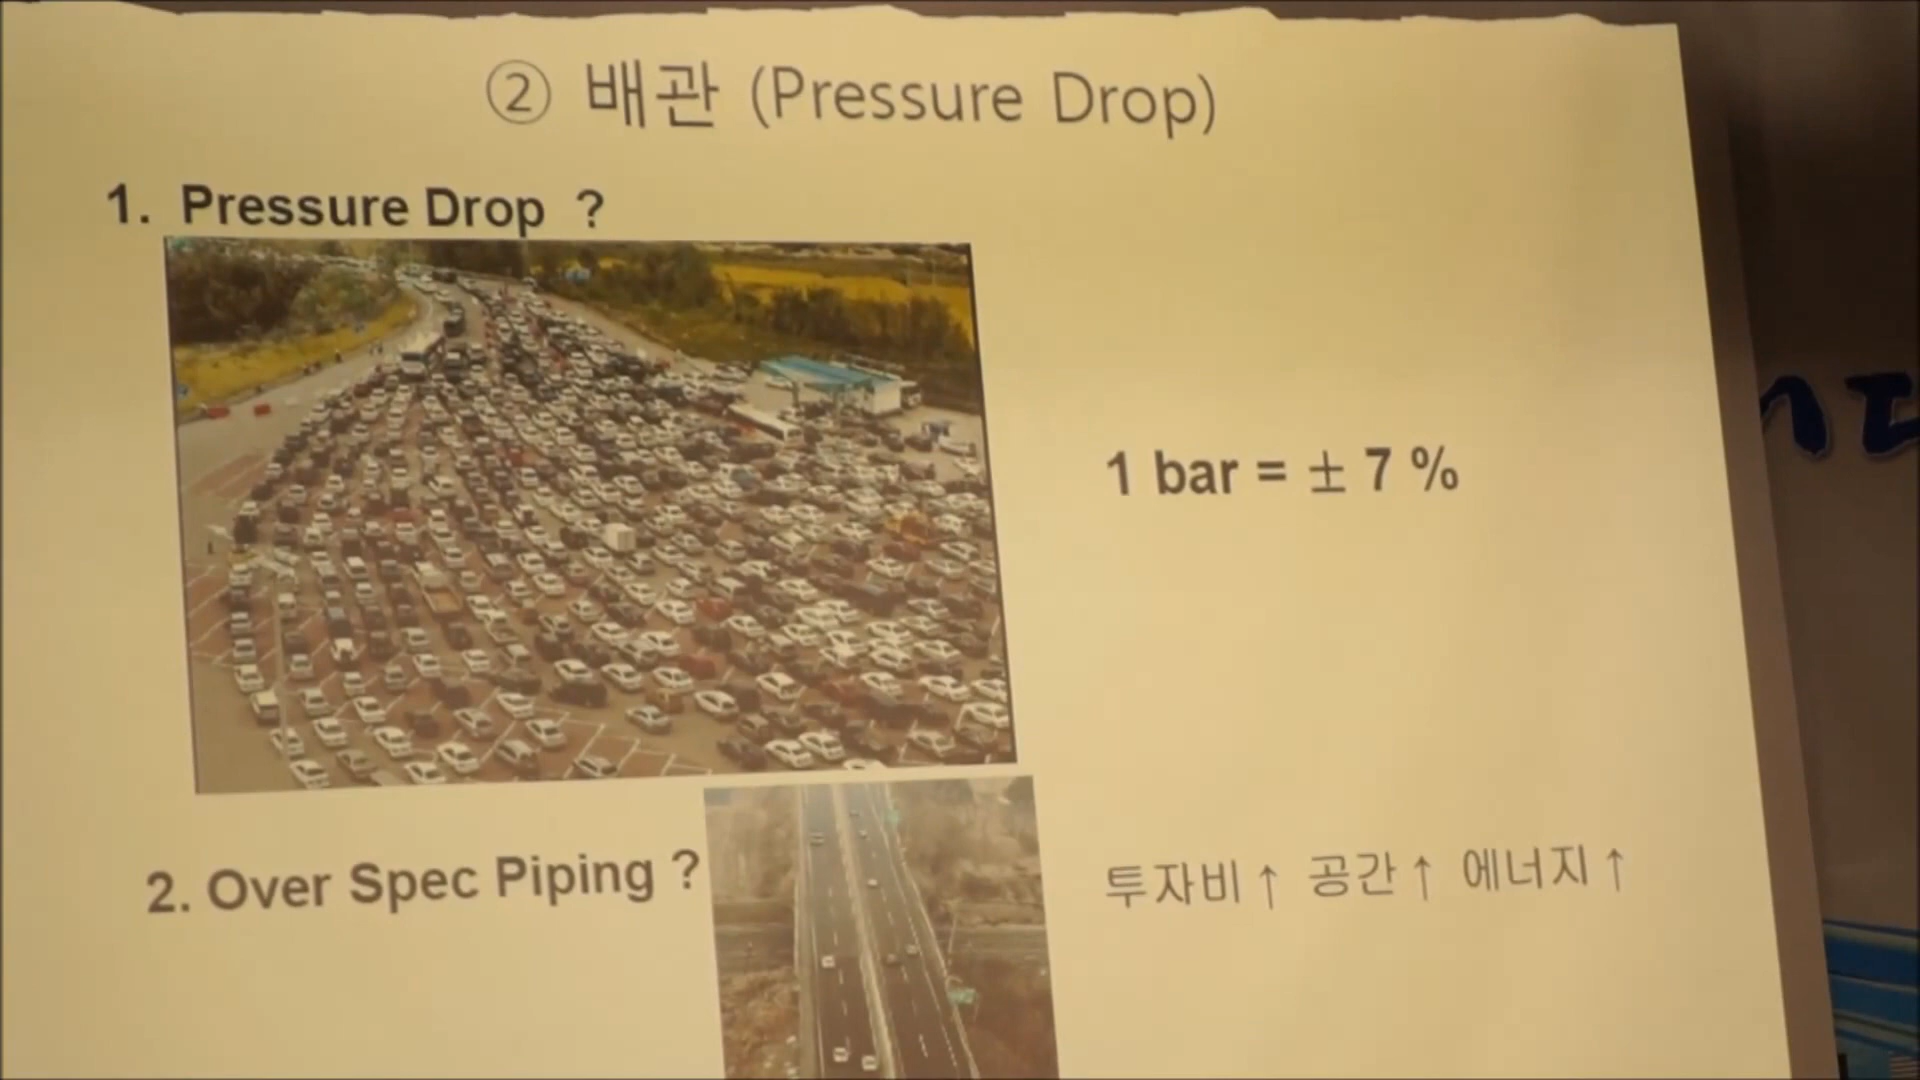 ② 배관 (Pressure Drop)
1. Pressure Drop ?
1 bar = ± 7 %
2. Over Spec Piping ?
투자비↑ 공간↑ 에너지↑